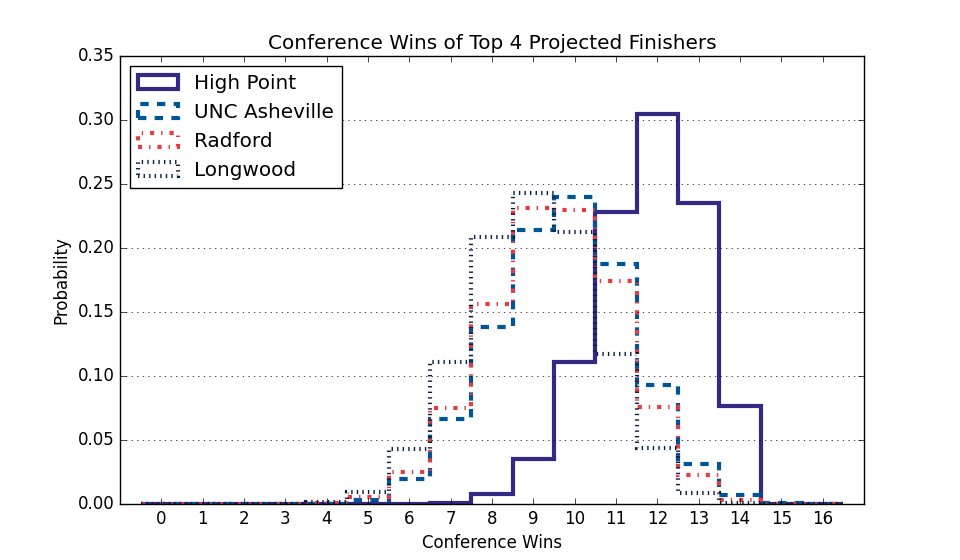 Conference Wins of Top 4 Projected Finishers
High Point
UNC Asheville
Radford
Longwood
Probability
0.35
0.30
0.25
0.20
0.15
0.10
0.05
0.00
0 1 2 3 4 5 6 7 8 9 10 11 12 13 14 15 16
Conference Wins